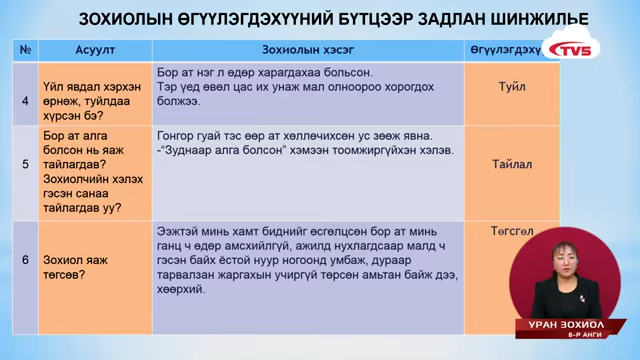 ЗОХИОЛЫН ӨГҮҮЛЭГДЭХҮҮНИЙ БҮТЦЭЭР ЗАДЛАН ШИНЖИЛЬЕ
TV5
№ Асуулт Зохиолын хэсэг
4
Үйл явдал хэрхэн
өрнөж, туйлдаа
хүрсэн бэ?
Бор ат нэг л өдөр харагдахаа больсон.
Тэр үед өвөл цас их унаж мал олноороо хорогдох
болжээ.
Туйл
5
Бор ат алга
болсон нь яаж
тайлагдав?
Зохиолчийн хэлэх
гэсэн санаа
тайлагдав уу?
Гонгор гуай тэс өөр ат хөллөчихсөн ус зөөж явна.
-“Зуднаар алга болсон” хэмээн тоомжиргүйхэн хэлэв.
Тайлал
6
Зохиол яаж
төгсөв?
Ээжтэй минь хамт биднийг өсгөлцсөн бор ат минь
ганц ч өдөр амсхийлгүй, ажилд нухлагдсаар малд ч
гэсэн байх ёстой нуур ногоонд умбаж, дураар
тарвалзан жаргахын учиргүй төрсөн амьтан байж дээ,
хөөрхий.
Төгсгөл
УРАН ЗОХИОЛ
6-Р АНГИ